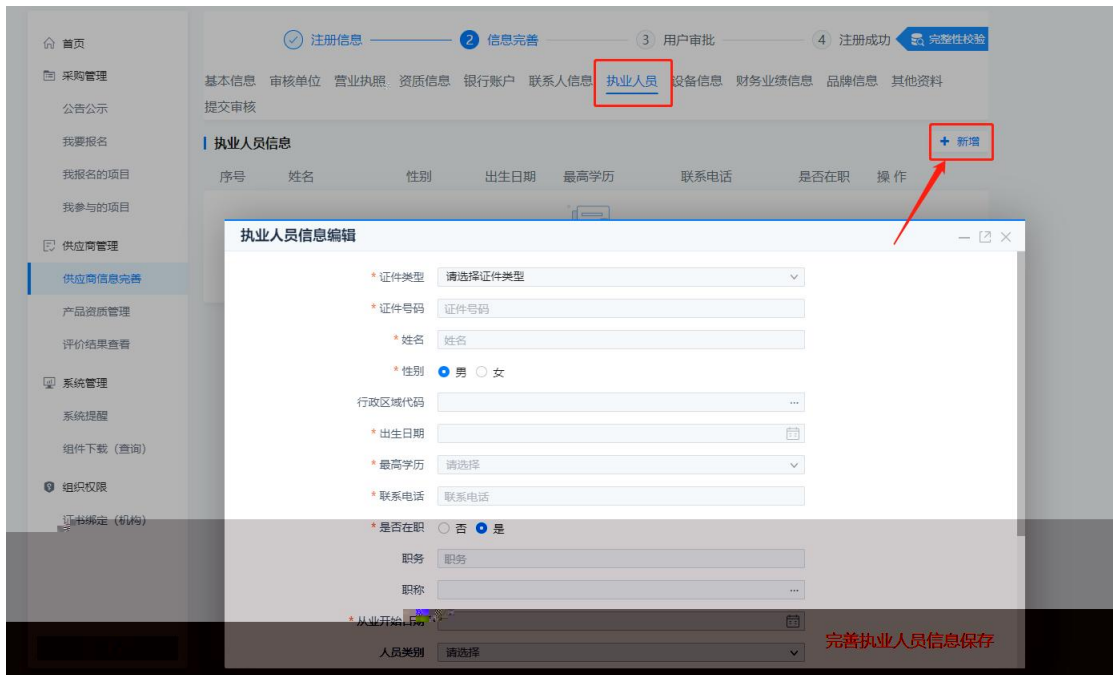 首页
采购管理
公告公示
我要报名
我报名的项目
我参与的项目
供应商管理
供应商信息完善
产品资质管理
评价结果查看
系统管理
系统提醒
组件下载（查询）
组织权限
证书绑定（机构）
注册信息 2 信息完善 3 用户审批 4 注册成功 完整性校验
基本信息 审核单位 营业执照 资质信息 银行账户 联系人信息 执业人员 设备信息 财务业绩信息 品牌信息 其他资料
提交审核
执业人员信息 + 新增
序号 姓名 性别 出生日期 最高学历 联系电话 是否在职 操作
执业人员信息编辑
* 证件类型 请选择证件类型
* 证件号码 证件号码
* 姓名 姓名
* 性别 男 女
行政区域代码 ...
* 出生日期
* 最高学历 请选择
* 联系电话 联系电话
* 是否在职 否 是
职务 职务
职称 ...
* 从业开始日期
人员类别 请选择
完善执业人员信息保存